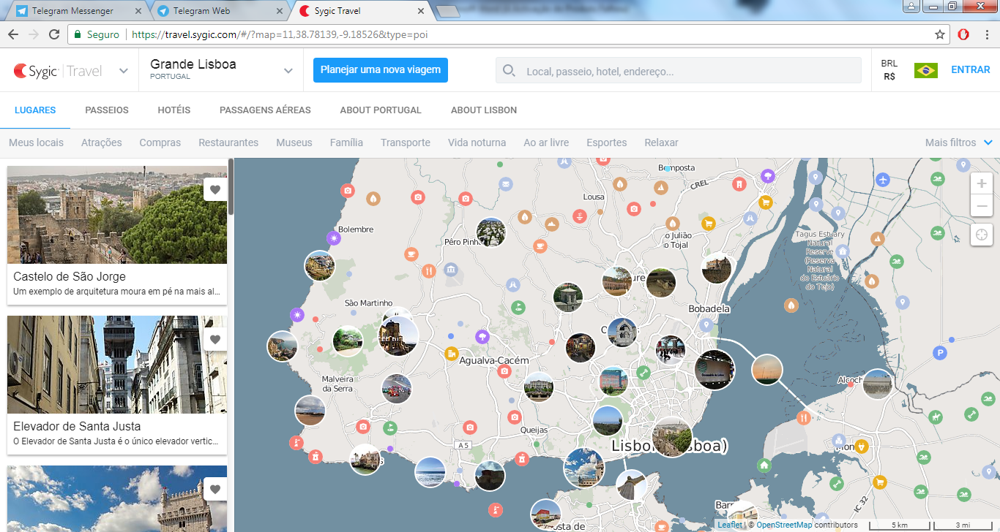 Telegram Messenger
Telegram Web
Sygic Travel
Seguro
https://travel.sygic.com/#/?map=11,38.78139,-9.18526&type=poi
Sygic | Travel
Grande Lisboa
PORTUGAL
Planejar uma nova viagem
Local, passeio, hotel, endereço...
BRL
R$
ENTRAR
LUGARES
PASSEIOS
HOTÉIS
PASSAGENS AÉREAS
ABOUT PORTUGAL
ABOUT LISBON
Meus locais
Atrações
Compras
Restaurantes
Museus
Família
Transporte
Vida noturna
Ao ar livre
Esportes
Relaxar
Mais filtros
Castelo de São Jorge
Um exemplo de arquitetura moura em pé na mais al...
Elevador de Santa Justa
O Elevador de Santa Justa é o único elevador vertic...
Bemposta
CREL
Lousa
Bolembre
Pêro Pinh
o Julião
o Tojal
Tagus Estuary
Natural
Reserve
(Reserva
Natural
do Estuário
do Tejo)
ure
São Martinho
Bobadela
Agualva-Cacém
Malveira
da Serra
Alcoch
Queijas
A 5
Lisbo
sboa)
Mon
P
IC 32
Barr
osta de
+
−
Leaflet | © OpenStreetMap contributors
5 km
3 mi